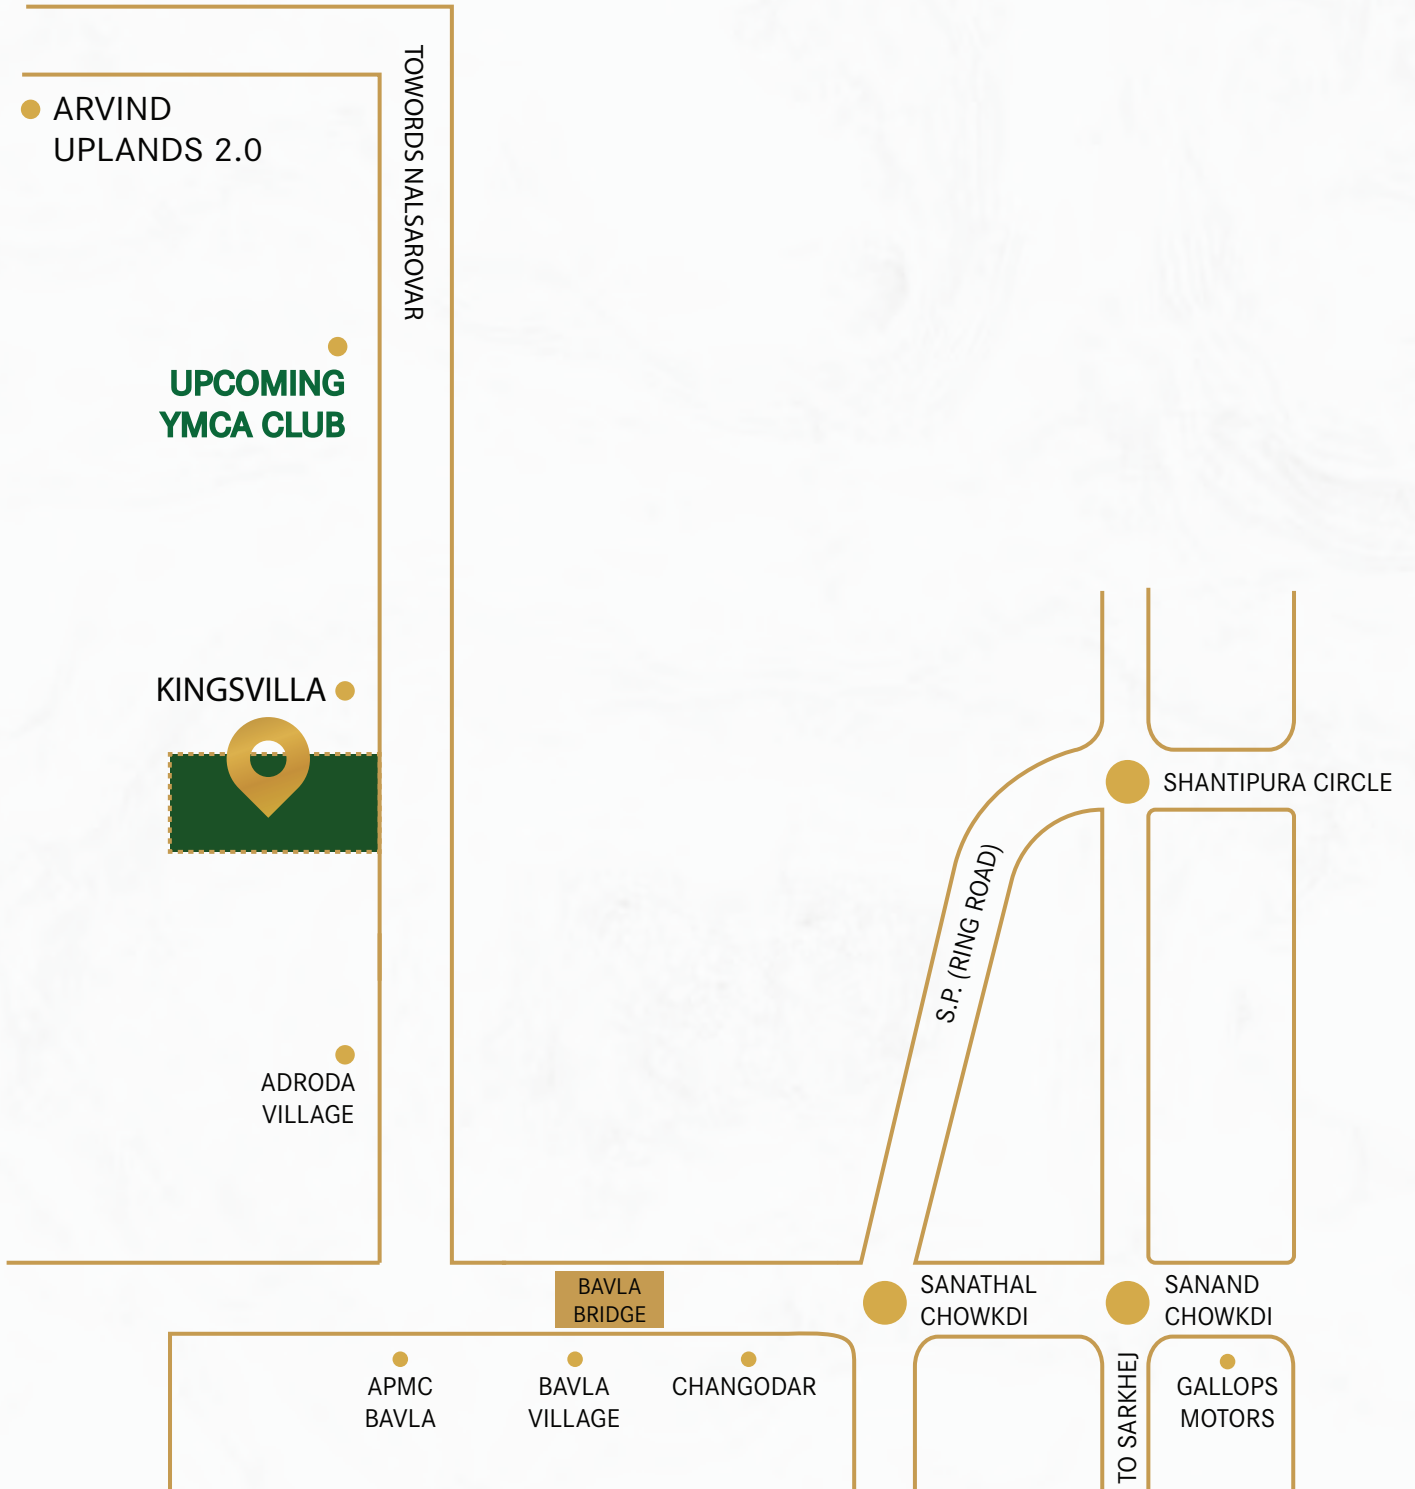 TOWORDS NALSAROVAR
ARVIND
UPLANDS 2.0
UPCOMING
YMCA CLUB
KINGSVILLA
SHANTIPURA CIRCLE
S.P. (RING ROAD)
ADRODA
VILLAGE
BAVLA
BRIDGE
SANATHAL
CHOWKDI
SANAND
CHOWKDI
APMC
BAVLA
BAVLA
VILLAGE
CHANGODAR
TO SARKHEJ
GALLOPS
MOTORS